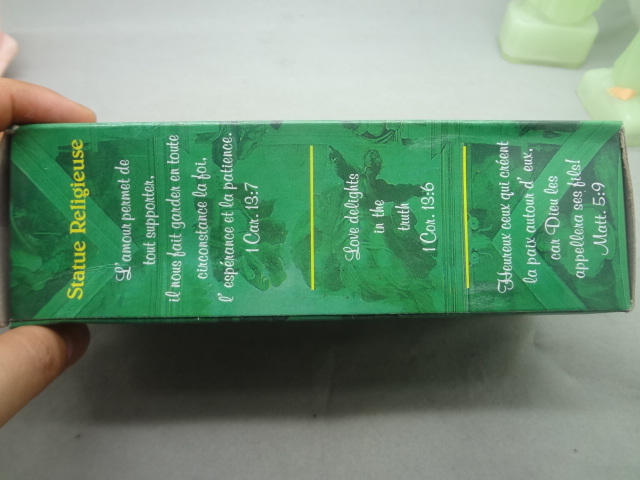 Statue Religieuse
L'amour permet de
tout supporter,
il nous fait garder en toute
circonstance la foi,
l' espérance et la patience.
1 Cor. 13:7
Love delights
in the
truth
1 Cor. 13:6
Heureux ceux qui créent
la paix autour d' eux,
car Dieu les
appellera ses fils!
Matt. 5:9